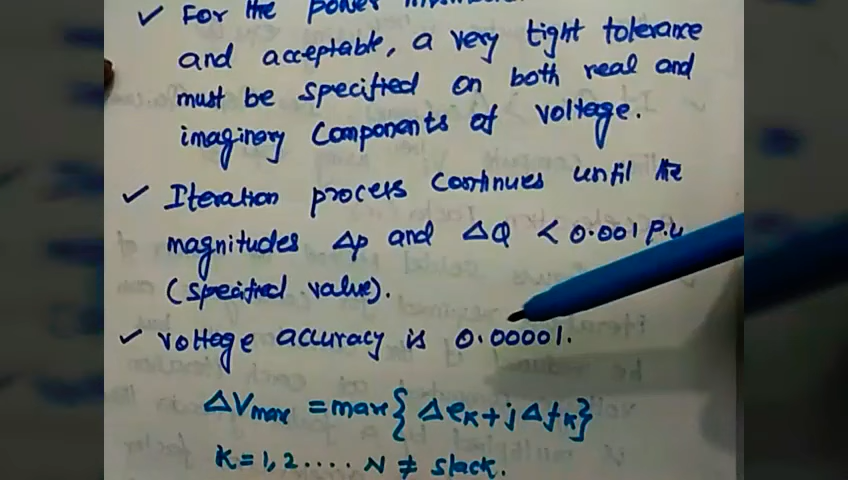 ✓ For the power
and acceptable, a very tight tolerance
must be specified on both real and
imaginary components of voltage.
✓ Iteration process continues until the
magnitudes Δp and ΔQ < 0.001 p.u
(specified value).
✓ voltage accuracy is 0.00001.
ΔVmax = max{ Δeₖ + jΔfₖ}
K = 1, 2 .... N ≠ slack.